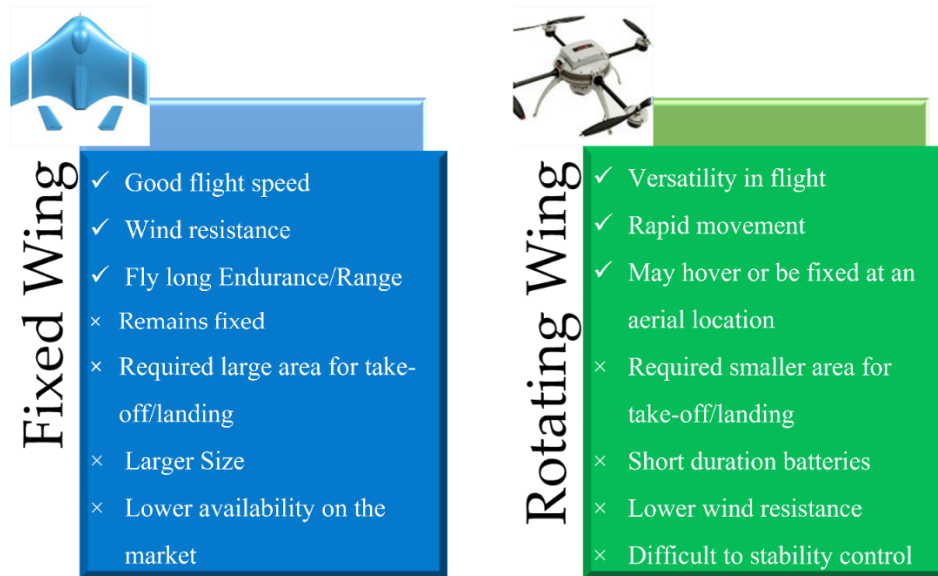 Fixed Wing
✓ Good flight speed
✓ Wind resistance
✓ Fly long Endurance/Range
× Remains fixed
× Required large area for take-
off/landing
× Larger Size
× Lower availability on the
market
Rotating Wing
✓ Versatility in flight
✓ Rapid movement
✓ May hover or be fixed at an
aerial location
× Required smaller area for
take-off/landing
× Short duration batteries
× Lower wind resistance
× Difficult to stability control